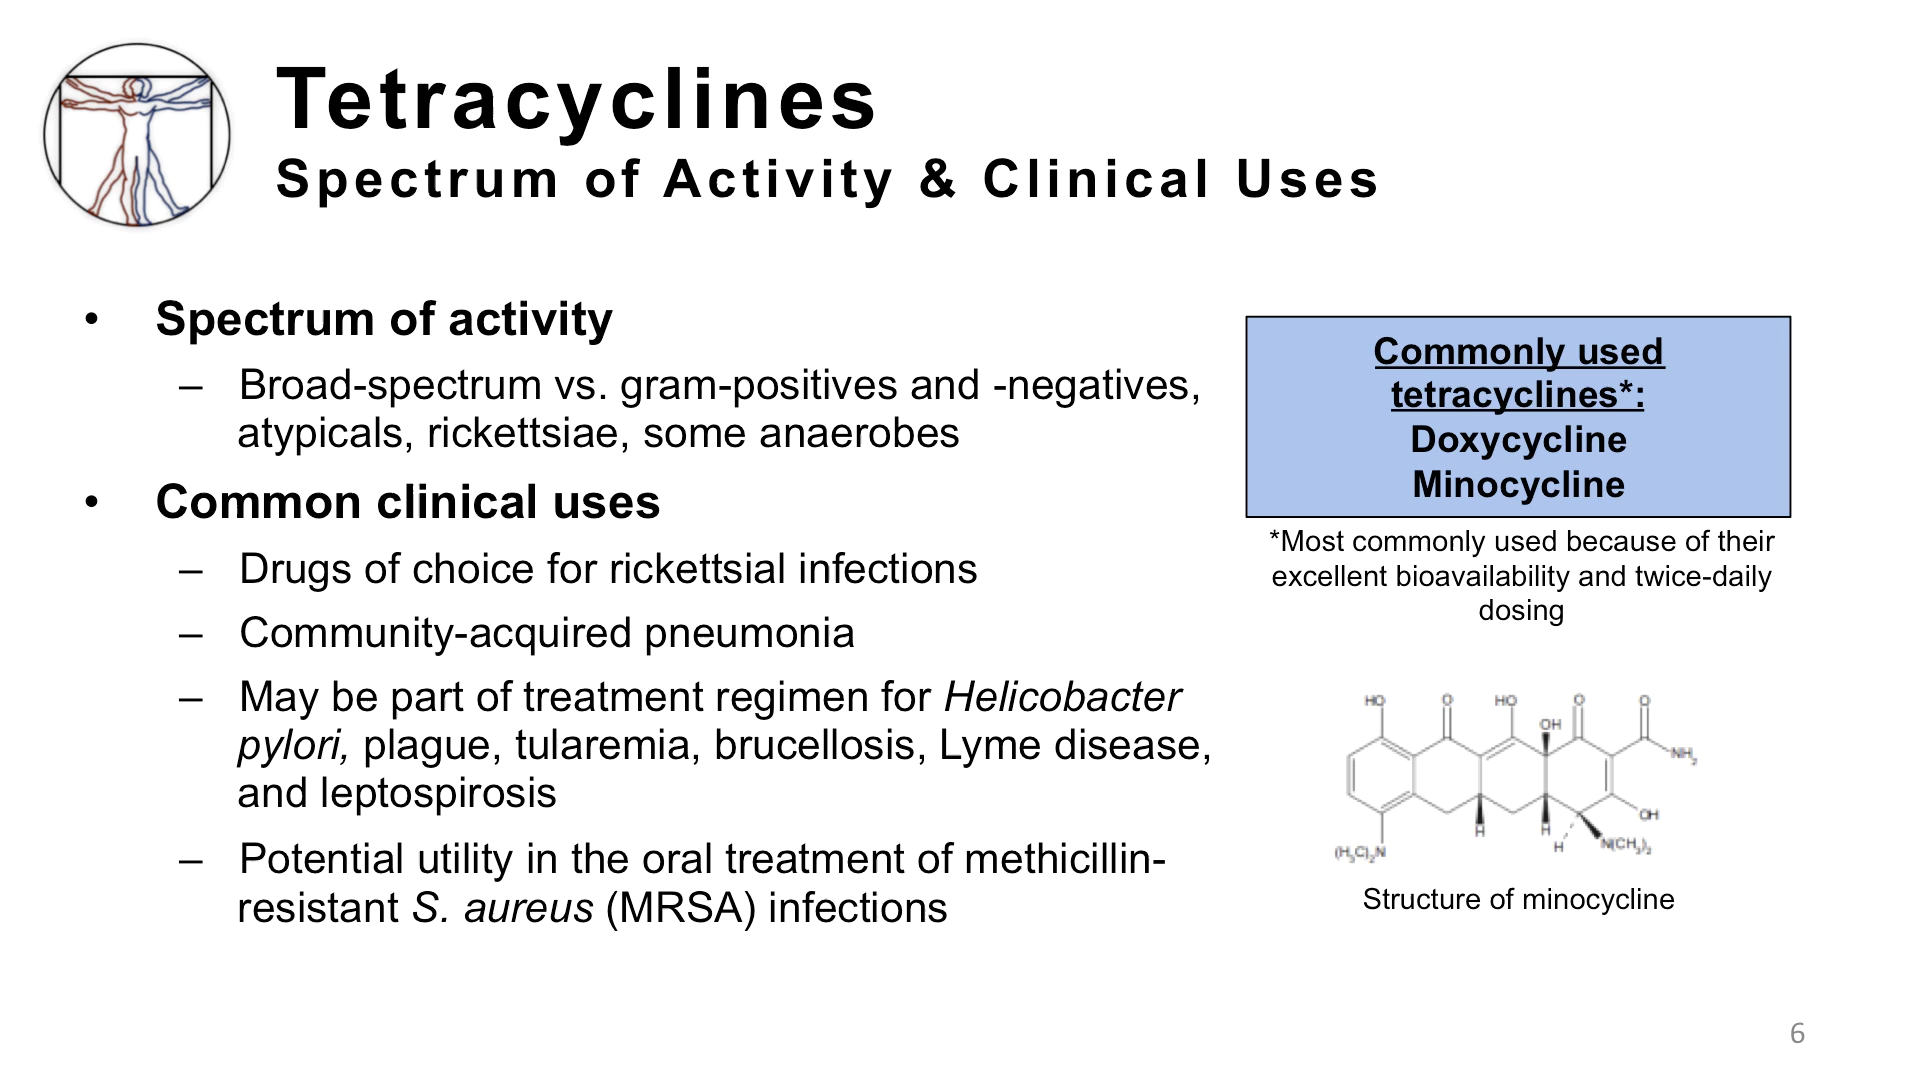 Tetracyclines
Spectrum of Activity & Clinical Uses
• Spectrum of activity
– Broad-spectrum vs. gram-positives and -negatives,
atypicals, rickettsiae, some anaerobes
• Common clinical uses
– Drugs of choice for rickettsial infections
– Community-acquired pneumonia
– May be part of treatment regimen for Helicobacter
pylori, plague, tularemia, brucellosis, Lyme disease,
and leptospirosis
– Potential utility in the oral treatment of methicillin-
resistant S. aureus (MRSA) infections
Commonly used
tetracyclines*:
Doxycycline
Minocycline
*Most commonly used because of their
excellent bioavailability and twice-daily
dosing
HO O HO O O
OH
NH2
OH
H H H N(CH3)2
(H3C)2N
Structure of minocycline
6